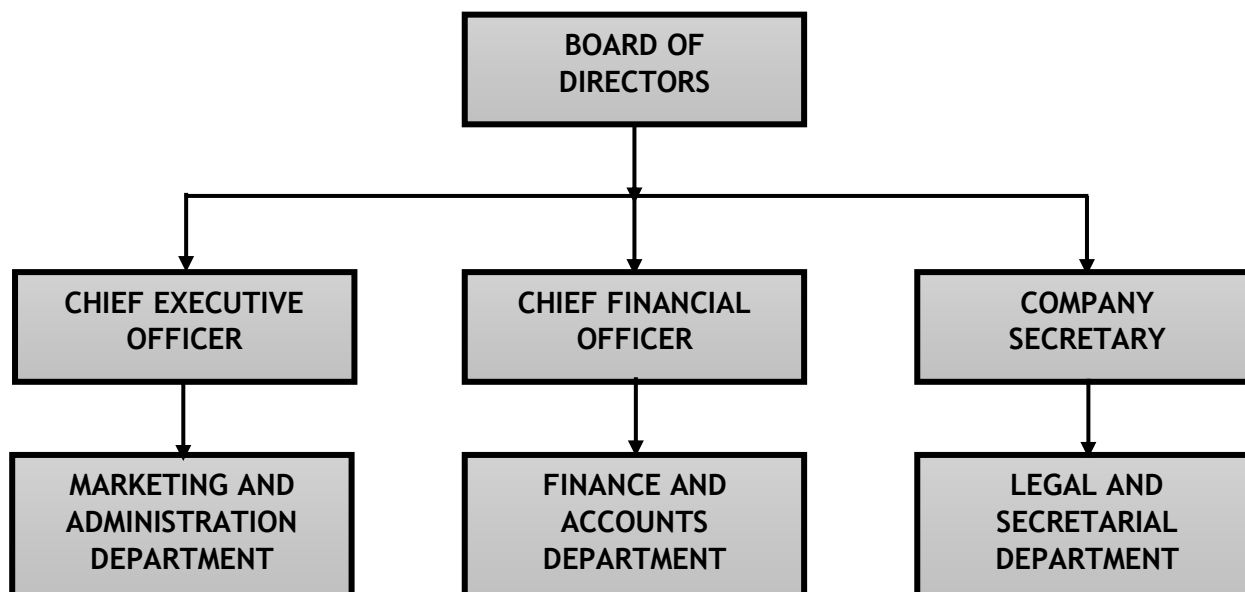 BOARD OF
DIRECTORS
CHIEF EXECUTIVE
OFFICER
CHIEF FINANCIAL
OFFICER
COMPANY
SECRETARY
MARKETING AND
ADMINISTRATION
DEPARTMENT
FINANCE AND
ACCOUNTS
DEPARTMENT
LEGAL AND
SECRETARIAL
DEPARTMENT